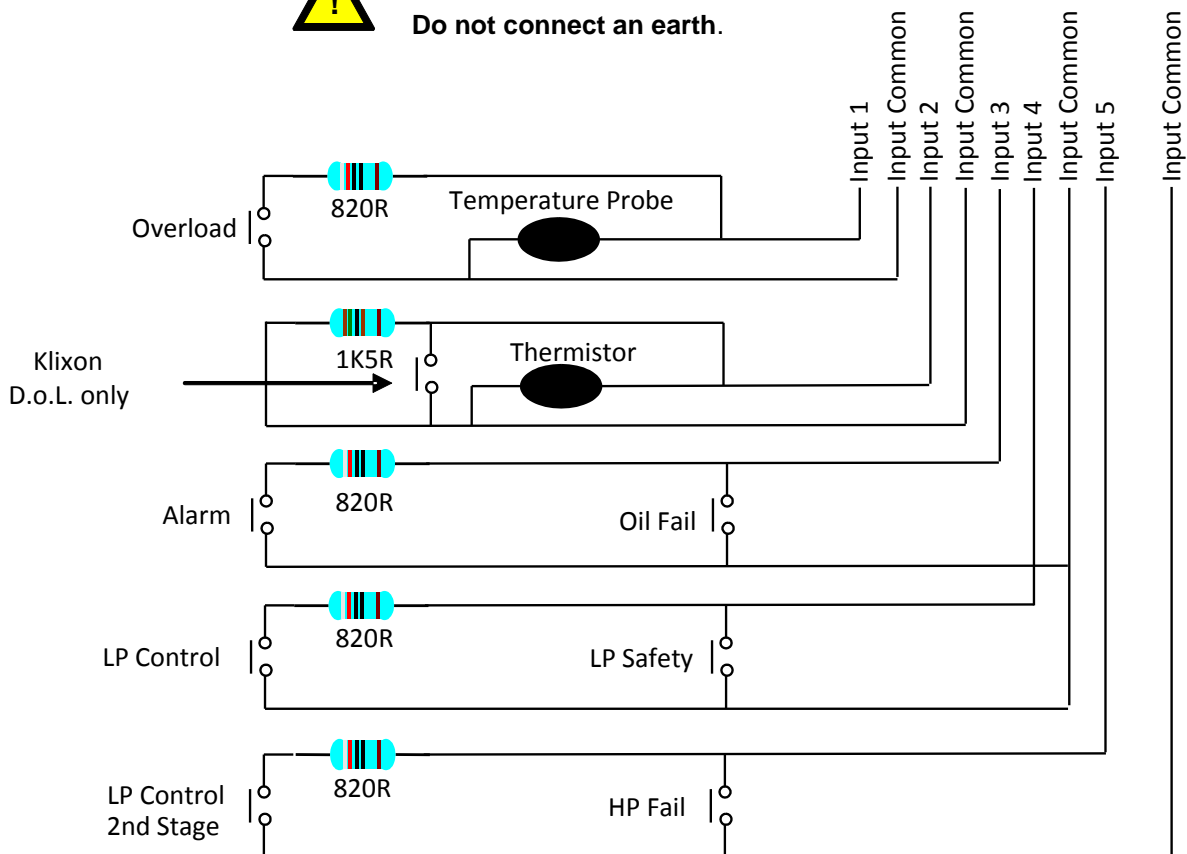 !
Do not connect an earth.
Input 1
Input Common
Input 2
Input Common
Input 3
Input 4
Input Common
Input 5
Input Common
820R
Temperature Probe
Overload
1K5R
Thermistor
Klixon
D.o.L. only
820R
Alarm
Oil Fail
820R
LP Control
LP Safety
820R
LP Control
2nd Stage
HP Fail